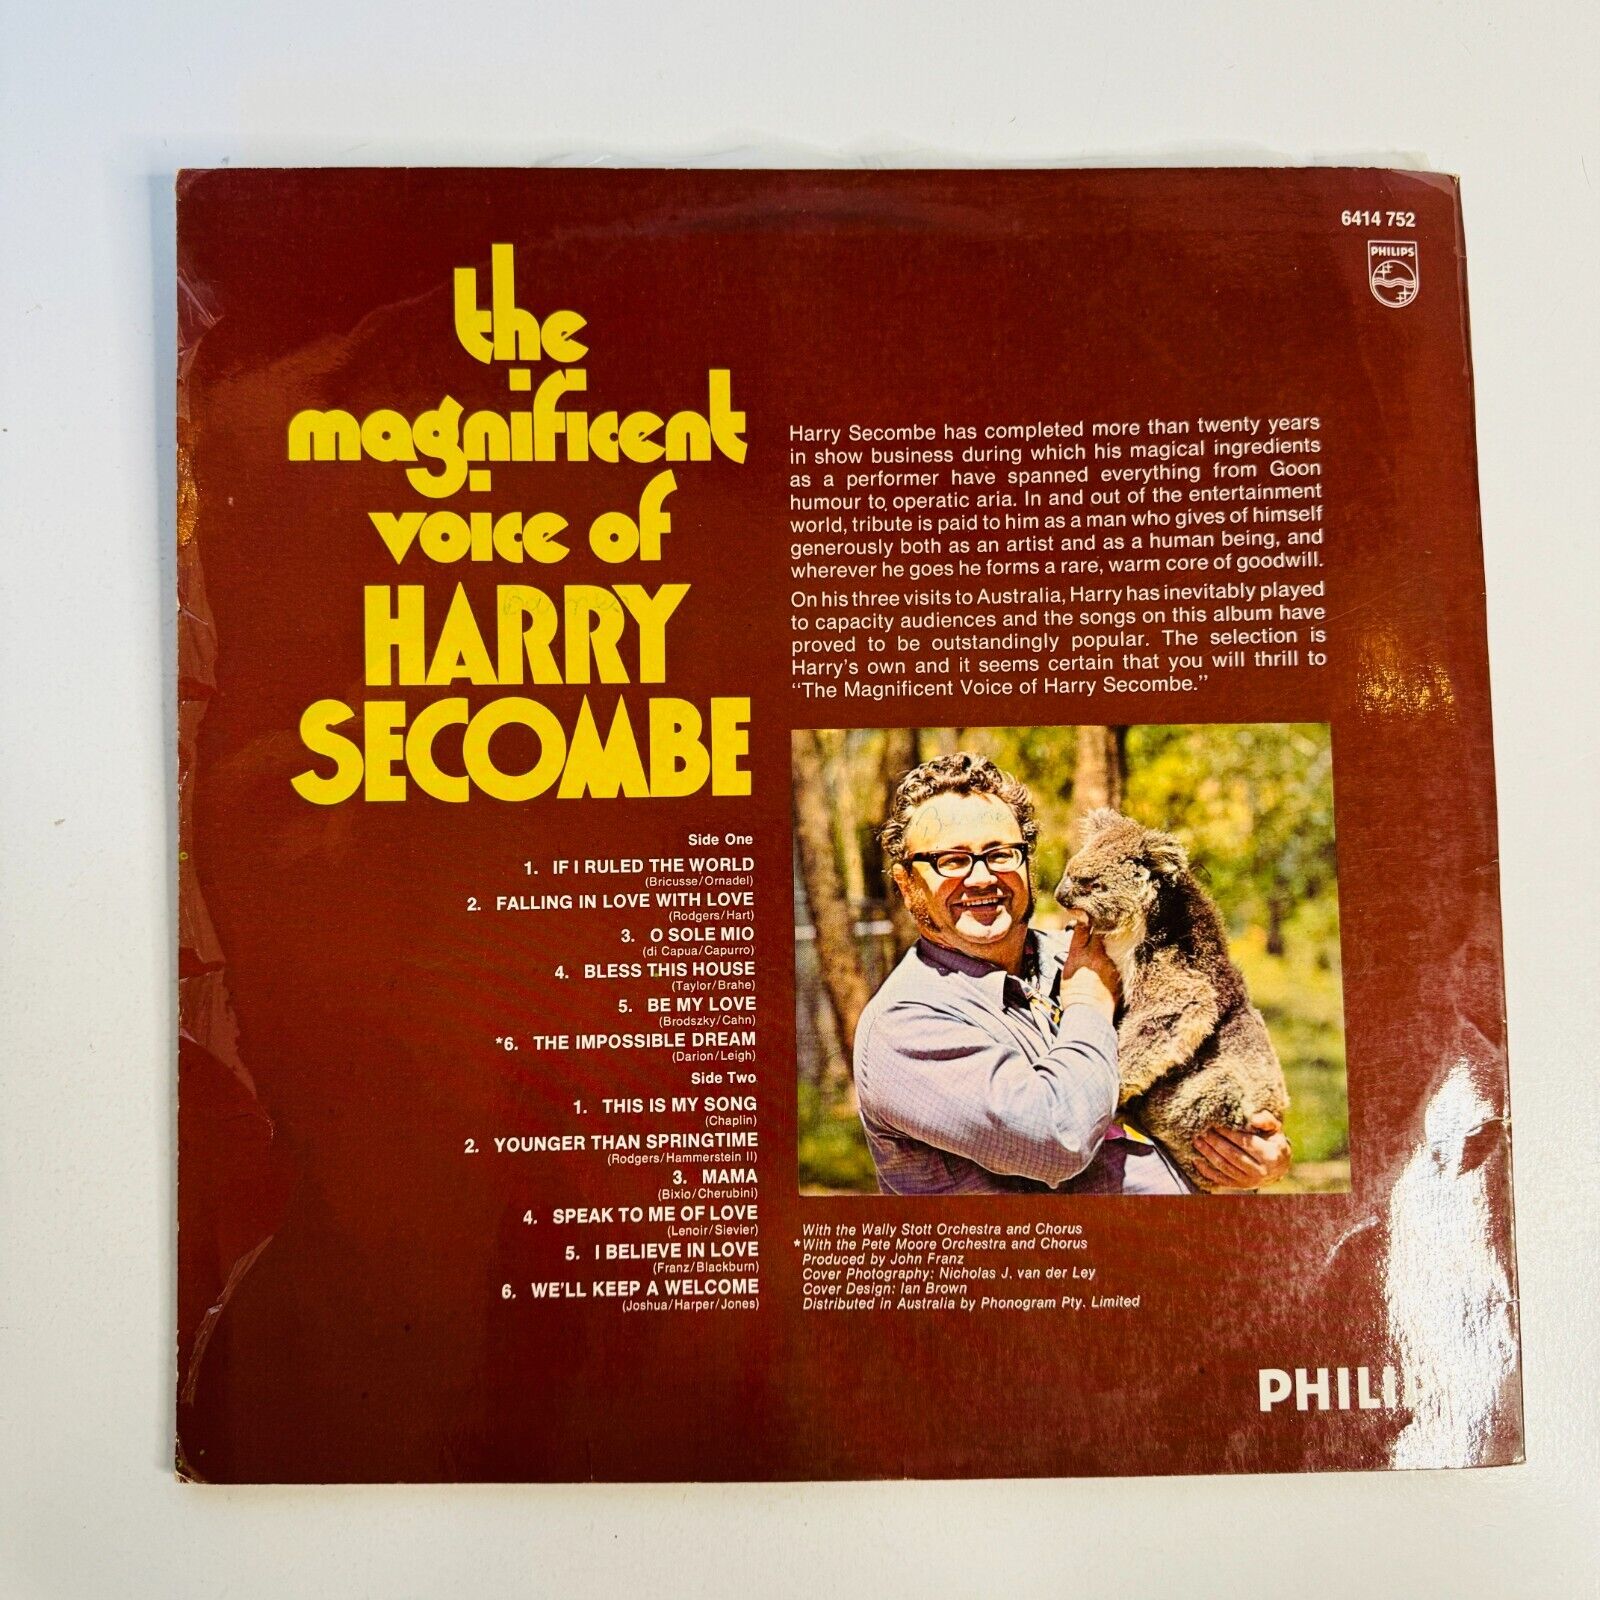 6414 752
PHILIPS
the
magnificent
voice of
HARRY
SECOMBE
Harry Secombe has completed more than twenty years
in show business during which his magical ingredients
as a performer have spanned everything from Goon
humour to operatic aria. In and out of the entertainment
world, tribute is paid to him as a man who gives of himself
generously both as an artist and as a human being, and
wherever he goes he forms a rare, warm core of goodwill.
On his three visits to Australia, Harry has inevitably played
to capacity audiences and the songs on this album have
proved to be outstandingly popular. The selection is
Harry's own and it seems certain that you will thrill to
"The Magnificent Voice of Harry Secombe."
Side One
1. IF I RULED THE WORLD
(Bricusse/Ornadel)
2. FALLING IN LOVE WITH LOVE
(Rodgers/Hart)
3. O SOLE MIO
(di Capua/Capurro)
4. BLESS THIS HOUSE
(Taylor/Brahe)
5. BE MY LOVE
(Brodszky/Cahn)
*6. THE IMPOSSIBLE DREAM
(Darion/Leigh)
Side Two
1. THIS IS MY SONG
(Chaplin)
2. YOUNGER THAN SPRINGTIME
(Rodgers/Hammerstein II)
3. MAMA
(Bixio/Cherubini)
4. SPEAK TO ME OF LOVE
(Lenoir/Sievier)
5. I BELIEVE IN LOVE
(Franz/Blackburn)
6. WE'LL KEEP A WELCOME
(Joshua/Harper/Jones)
With the Wally Stott Orchestra and Chorus
*With the Pete Moore Orchestra and Chorus
Produced by John Franz
Cover Photography: Nicholas J. van der Ley
Cover Design: Ian Brown
Distributed in Australia by Phonogram Pty. Limited